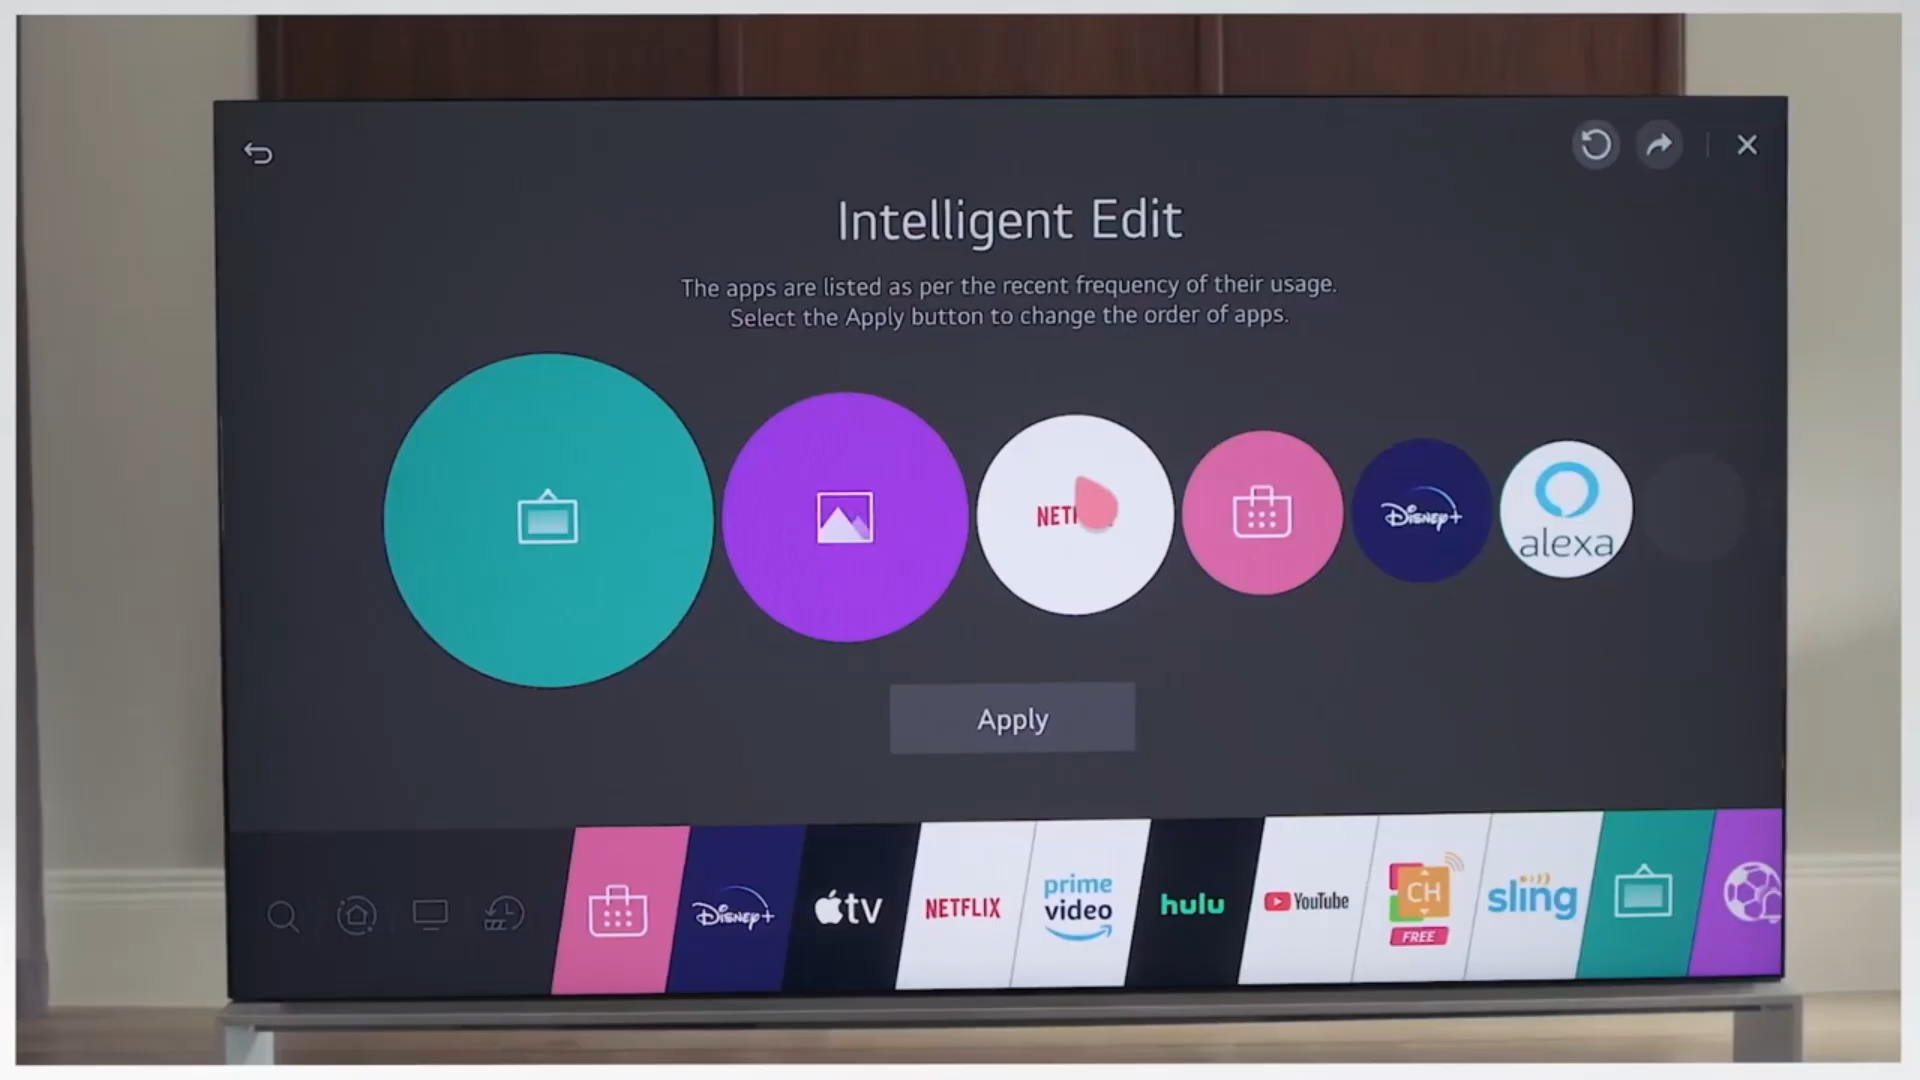 Intelligent Edit
The apps are listed as per the recent frequency of their usage.
Select the Apply button to change the order of apps.
Disney+
alexa
Apply
Disney+
tv
NETFLIX
prime video
hulu
YouTube
CH
FREE
sling